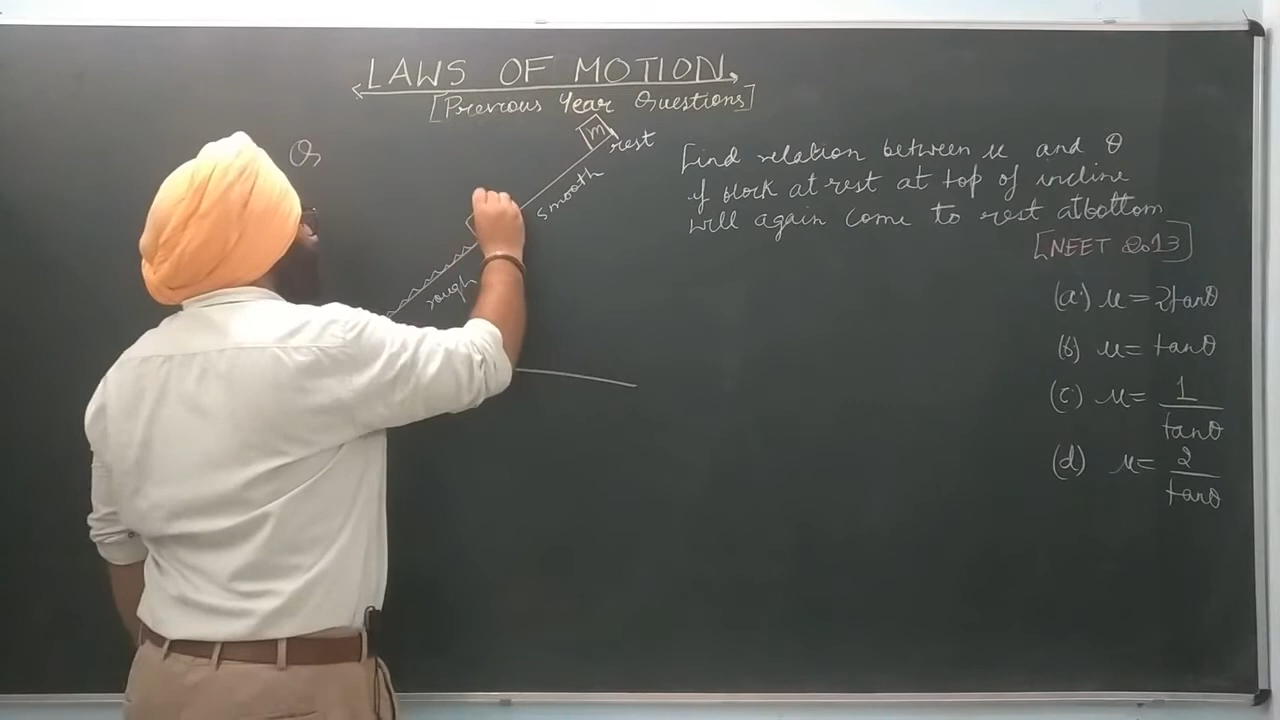 LAWS OF MOTION
[Previous Year Questions]
Q
m
rest
smooth
rough
Find relation between μ and θ
if block at rest at top of incline
will again come to rest at bottom
[NEET 2013]
(a) μ = 2tanθ
(b) μ = tanθ
(c) μ = 1/tanθ
(d) μ = 2/tanθ